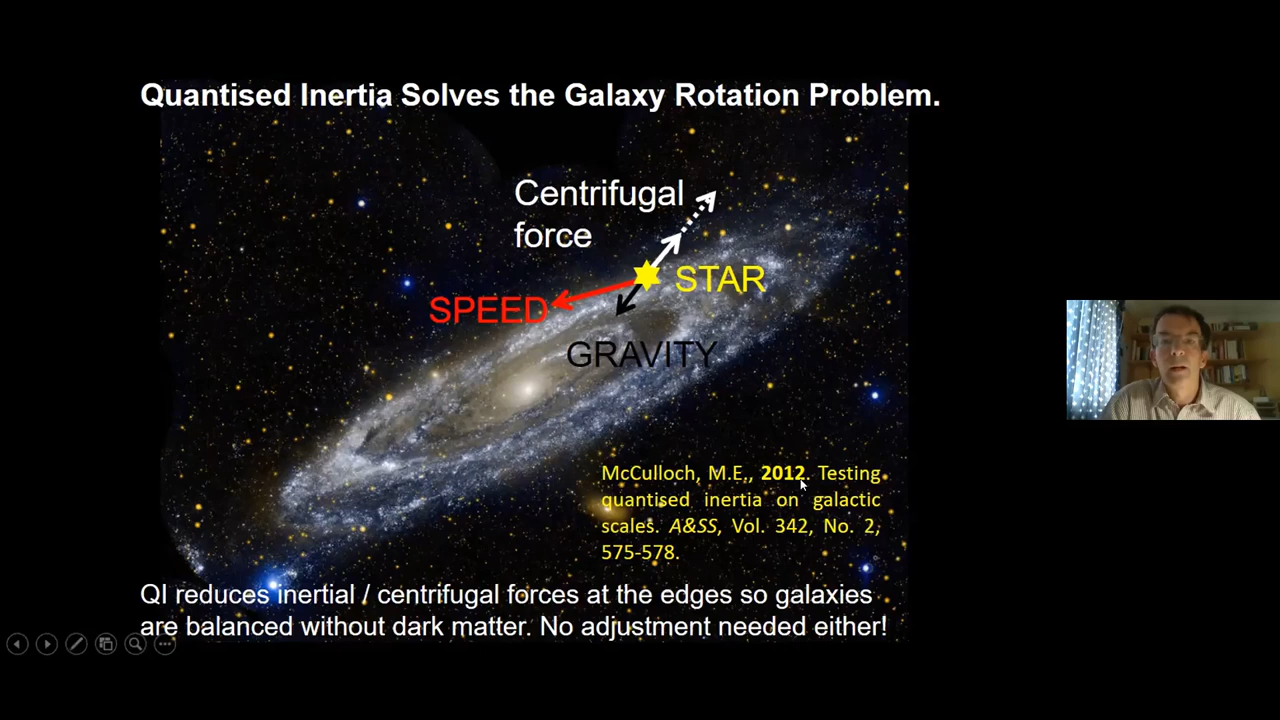 Quantised Inertia Solves the Galaxy Rotation Problem.
Centrifugal
force
STAR
SPEED
GRAVITY
McCulloch, M.E., 2012. Testing
quantised inertia on galactic
scales. A&SS, Vol. 342, No. 2,
575-578.
QI reduces inertial / centrifugal forces at the edges so galaxies
are balanced without dark matter. No adjustment needed either!